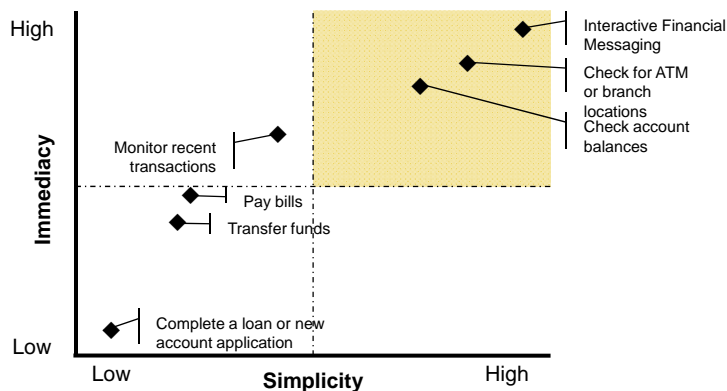 High
Interactive Financial
Messaging
Check for ATM
or branch
locations
Check account
balances
Monitor recent
transactions
Immediacy
Pay bills
Transfer funds
Complete a loan or new
account application
Low
Low
Simplicity
High